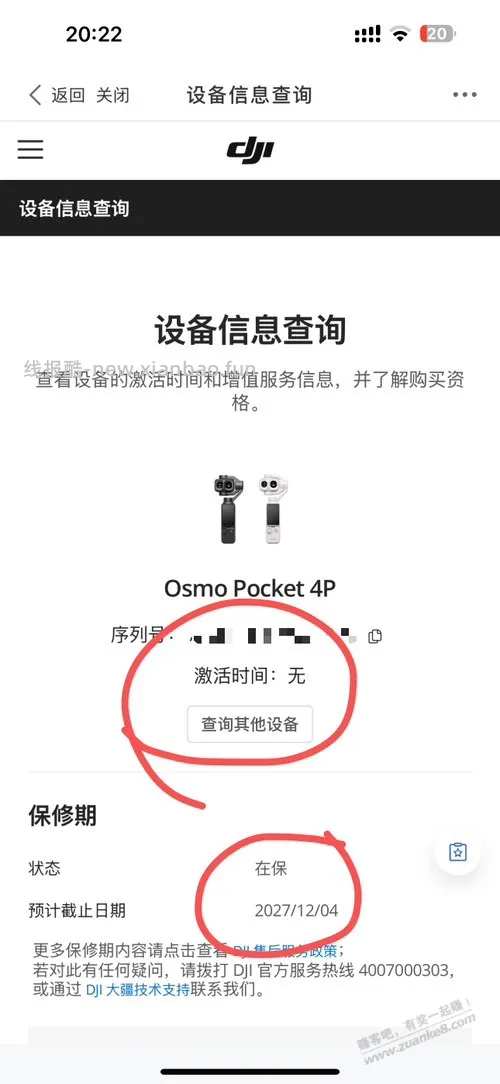 20:22
20
返回 关闭 设备信息查询
dji
设备信息查询
设备信息查询
线报酷-new.xianbao.fun
查看设备的激活时间和增值服务信息，并了解购买资
格。
Osmo Pocket 4P
序列号：
激活时间：无
查询其他设备
保修期
状态 在保
预计截止日期 2027/12/04
更多保修期内容请点击查看 DJI 售后服务政策；
若对此有任何疑问，请拨打 DJI 官方服务热线 4007000303，
或通过 DJI 大疆技术支持联系我们。
赚客吧，有奖一起赚！
www.zuanke8.com